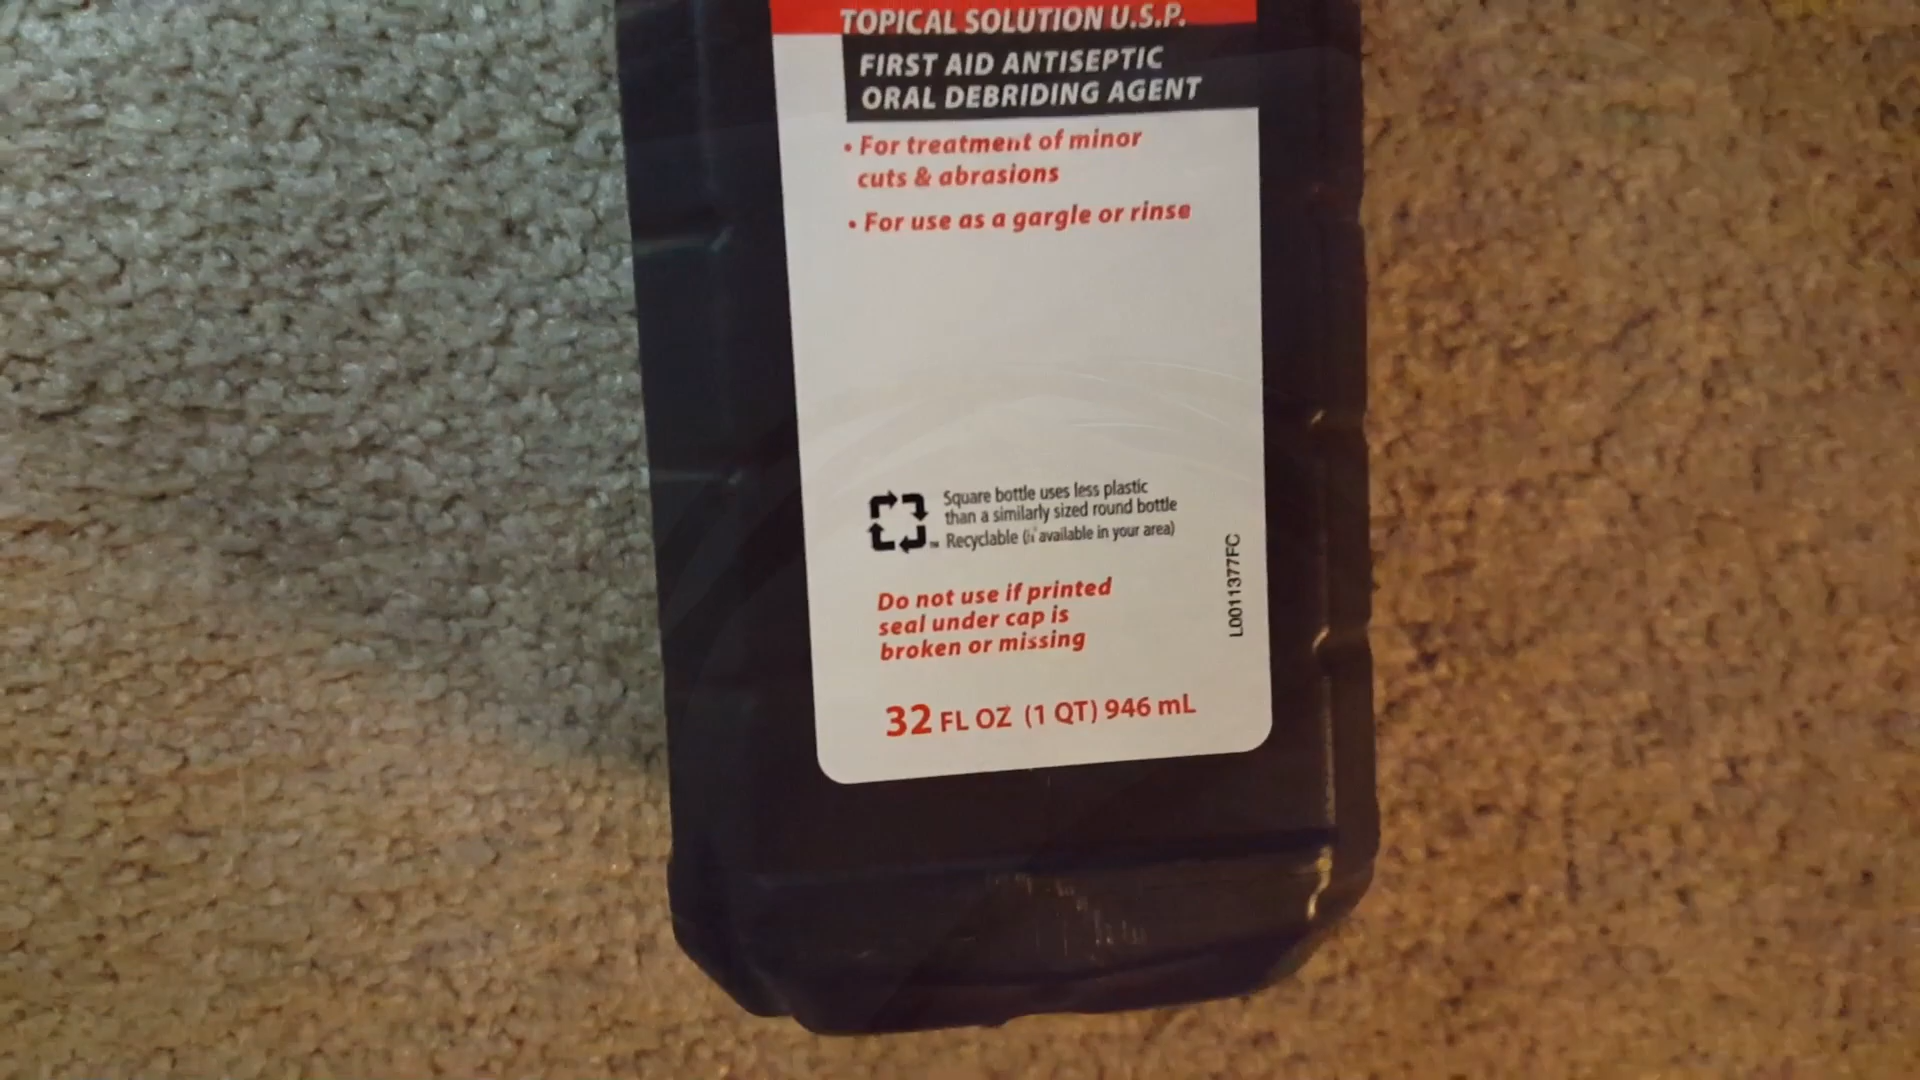 TOPICAL SOLUTION U.S.P.
FIRST AID ANTISEPTIC
ORAL DEBRIDING AGENT
• For treatment of minor
cuts & abrasions
• For use as a gargle or rinse
Square bottle uses less plastic
than a similarly sized round bottle
Recyclable (if available in your area)
L0011377FC
Do not use if printed
seal under cap is
broken or missing
32 FL OZ (1 QT) 946 mL